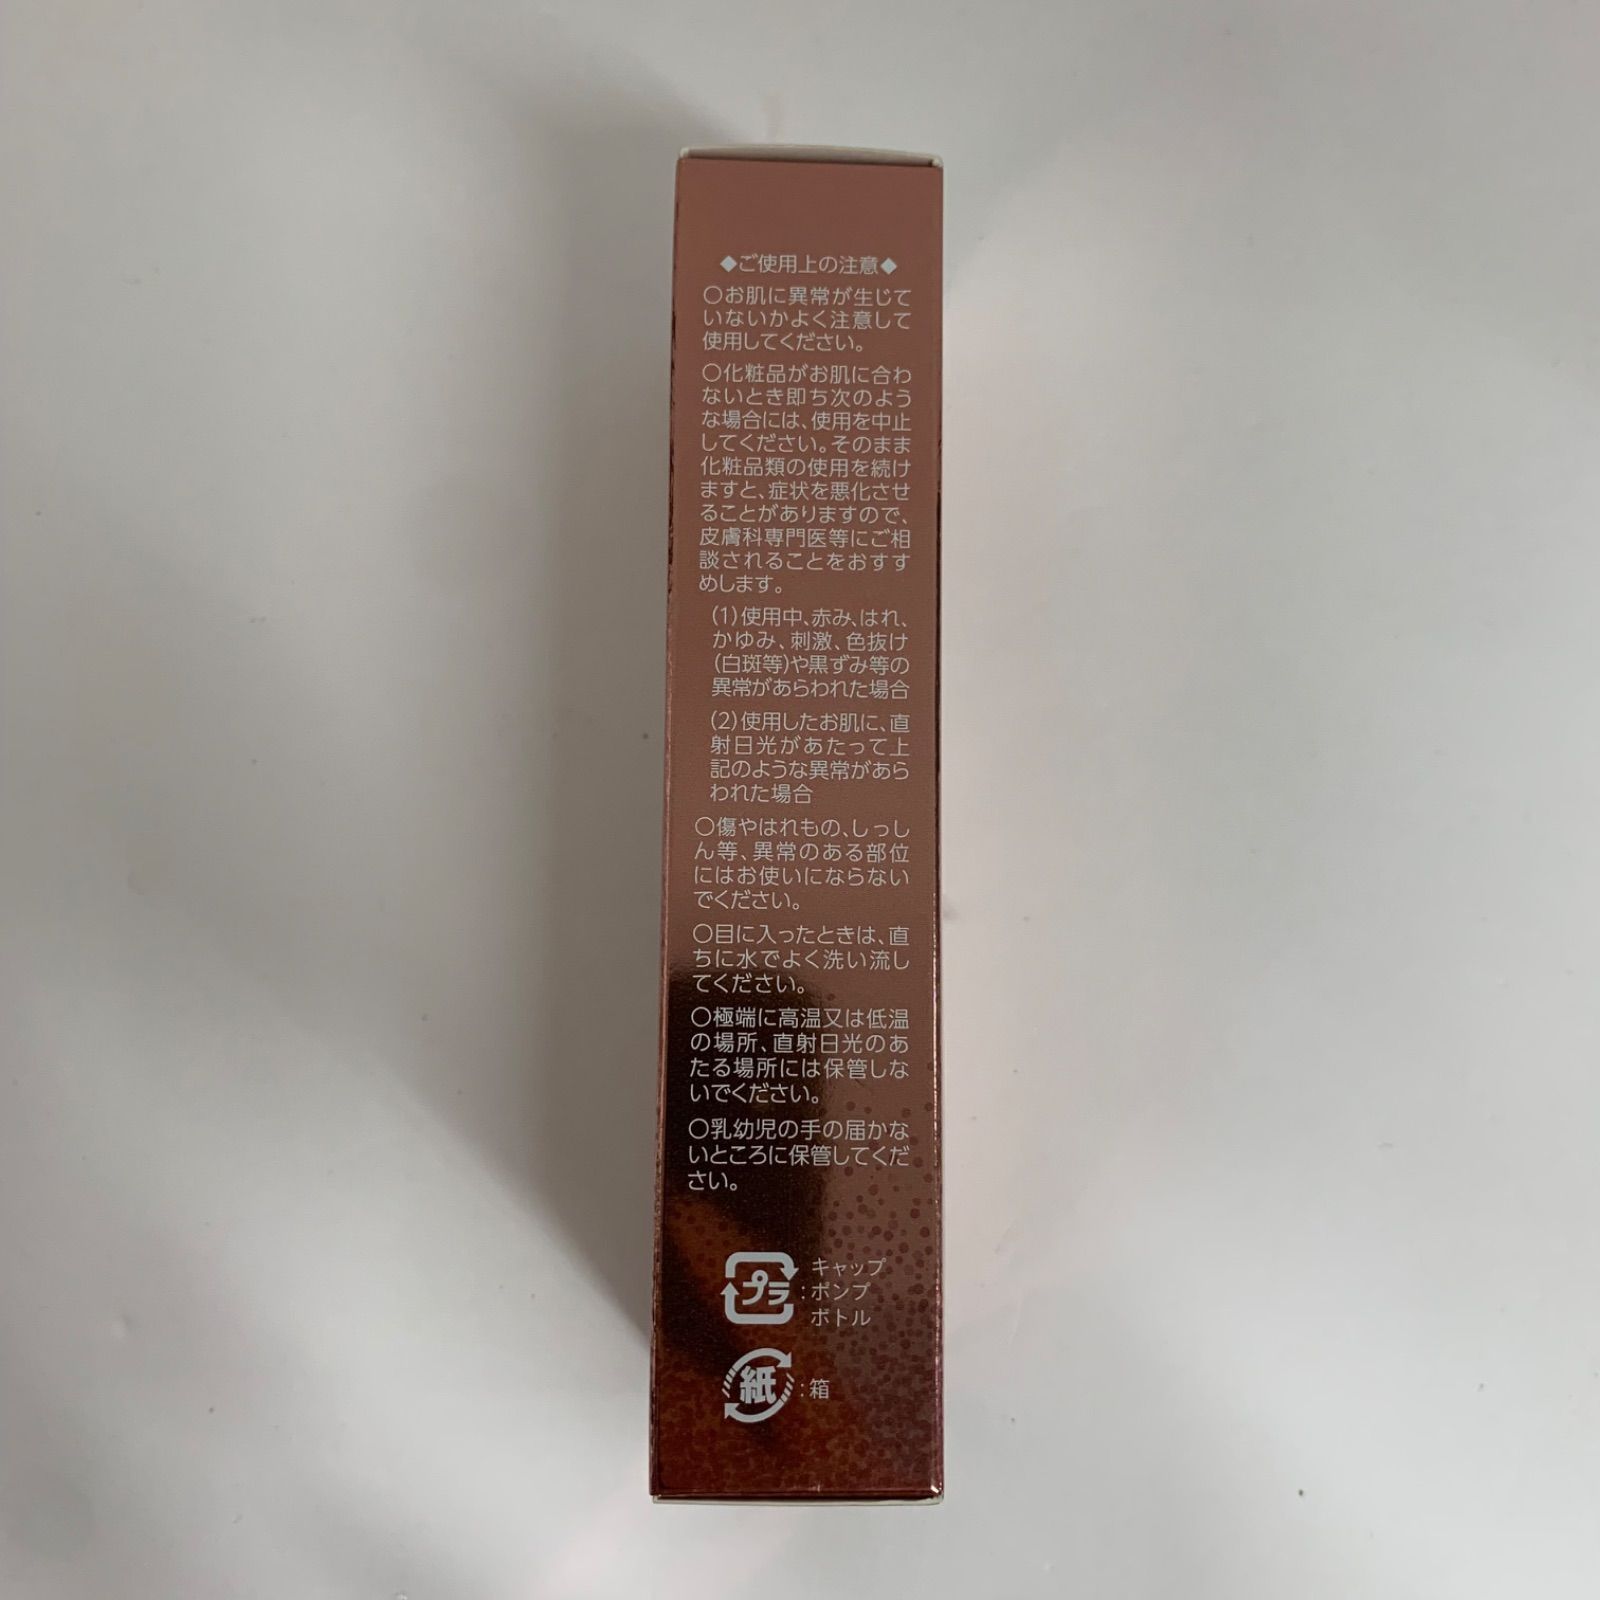 ◆ご使用上の注意◆
〇お肌に異常が生じて
いないかよく注意して
使用してください。
〇化粧品がお肌に合わ
ないとき即ち次のよう
な場合には、使用を中止
してください。そのまま
化粧品類の使用を続け
ますと、症状を悪化させ
ることがありますので、
皮膚科専門医等にご相
談されることをおすす
めします。
(1)使用中、赤み、はれ、
かゆみ、刺激、色抜け
(白斑等)や黒ずみ等の
異常があらわれた場合
(2)使用したお肌に、直
射日光があたって上
記のような異常があら
われた場合
〇傷やはれもの、しっし
ん等、異常のある部位
にはお使いにならない
でください。
〇目に入ったときは、直
ちに水でよく洗い流し
てください。
〇極端に高温又は低温
の場所、直射日光のあ
たる場所には保管しな
いでください。
〇乳幼児の手の届かな
いところに保管してくだ
さい。
キャップ
プラ:ポンプ
ボトル
紙:箱